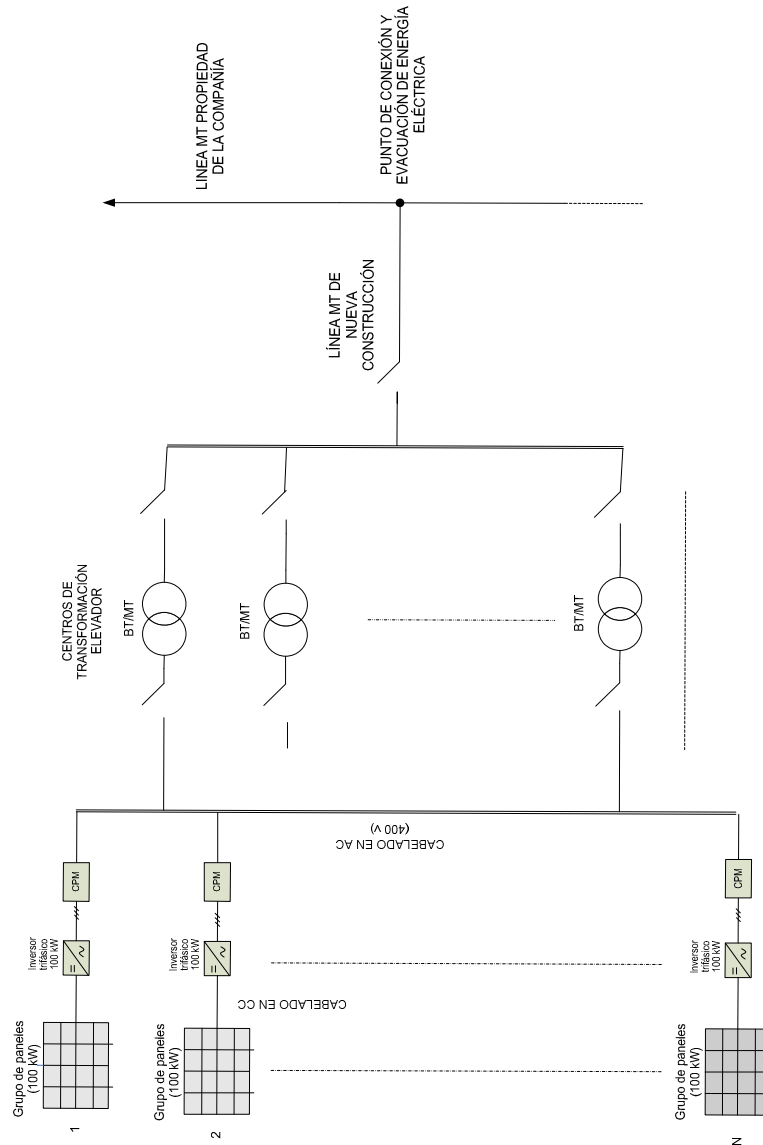 LINEA MT PROPIEDAD
DE LA COMPAÑÍA
PUNTO DE CONEXIÓN Y
EVACUACIÓN DE ENERGÍA
ELÉCTRICA
LÍNEA MT DE
NUEVA
CONSTRUCCIÓN
CENTROS DE
TRANSFORMACIÓN
ELEVADOR
BT/MT
BT/MT
BT/MT
CABELADO EN AC
(400 v)
CPM
CPM
CPM
Inversor
trifásico
100 kW
Inversor
trifásico
100 kW
Inversor
trifásico
100 kW
CABELADO EN CC
Grupo de paneles
(100 kW)
Grupo de paneles
(100 kW)
Grupo de paneles
(100 kW)
1
2
N